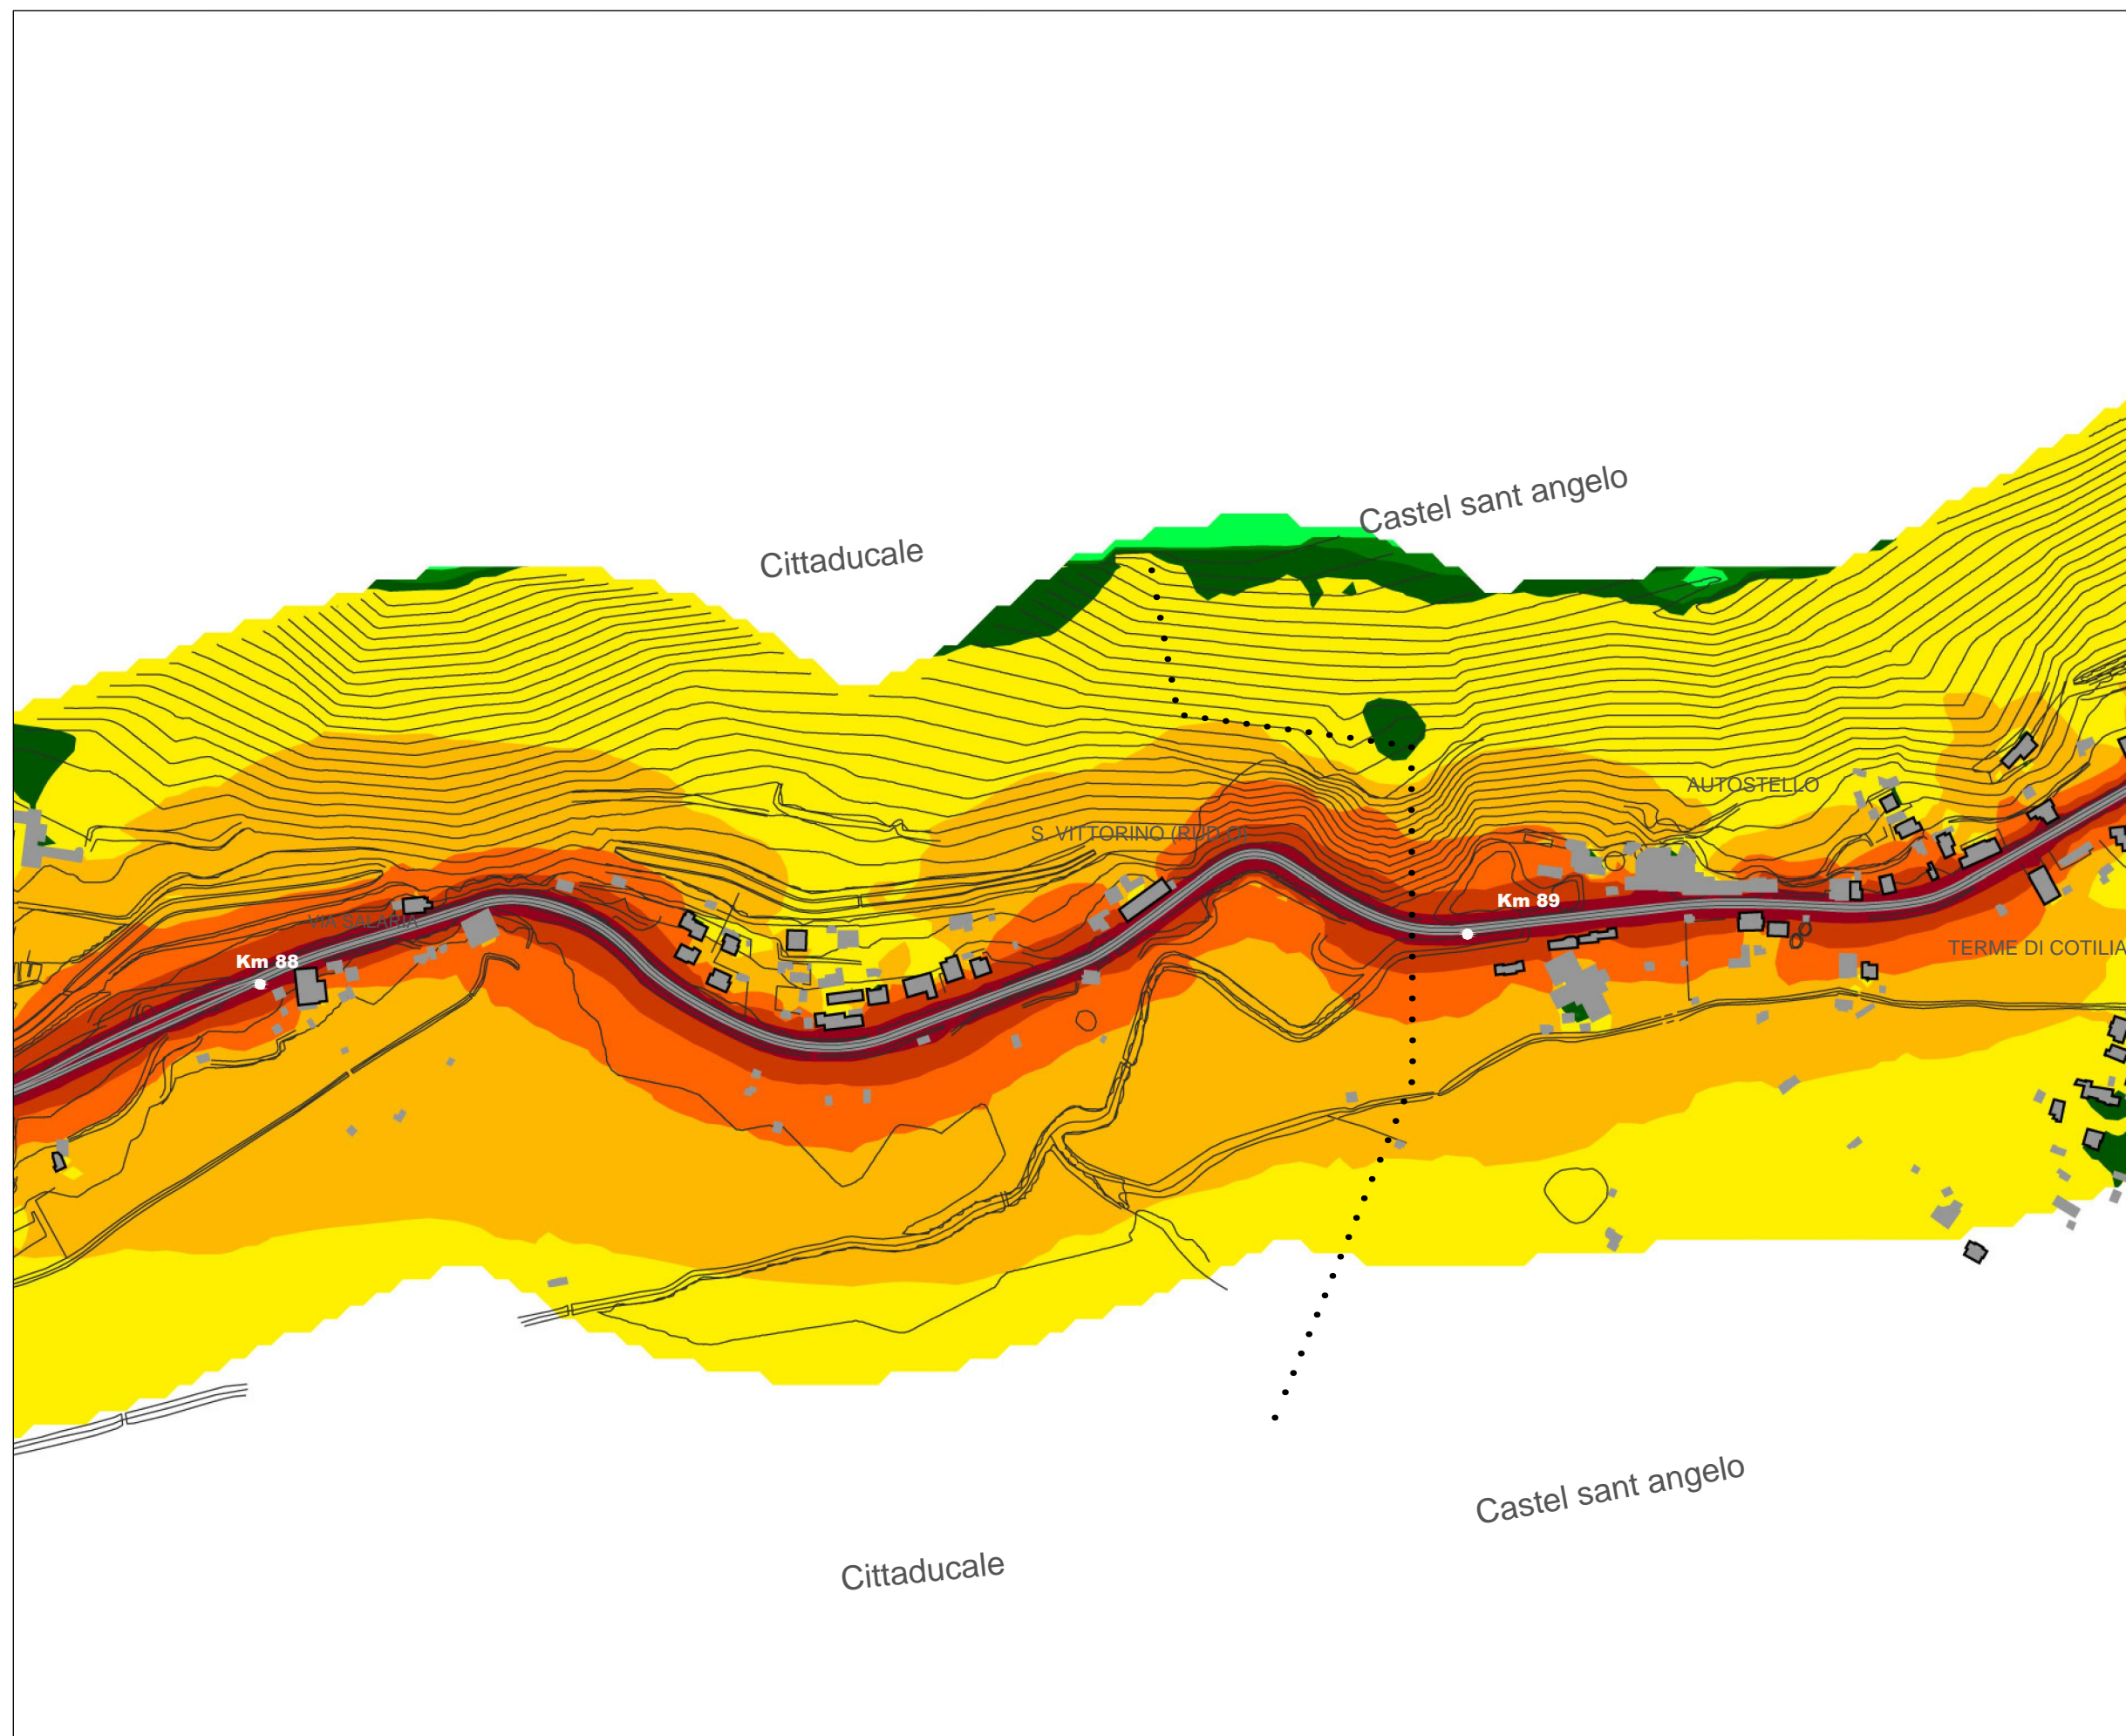 Castel sant angelo
Cittaducale
AUTOSTELLO
S. VITTORINO (RUD.O)
Km 89
VIA SALARIA
TERME DI COTILIA
Km 88
Castel sant angelo
Cittaducale